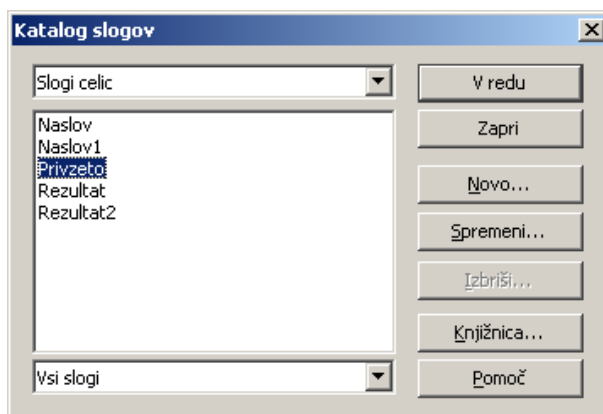 Katalog slogov
Slogi celic
Naslov
Naslov1
Privzeto
Rezultat
Rezultat2
Vsi slogi
V redu
Zapri
Novo...
Spremeni...
Izbriši...
Knjižnica...
Pomoč